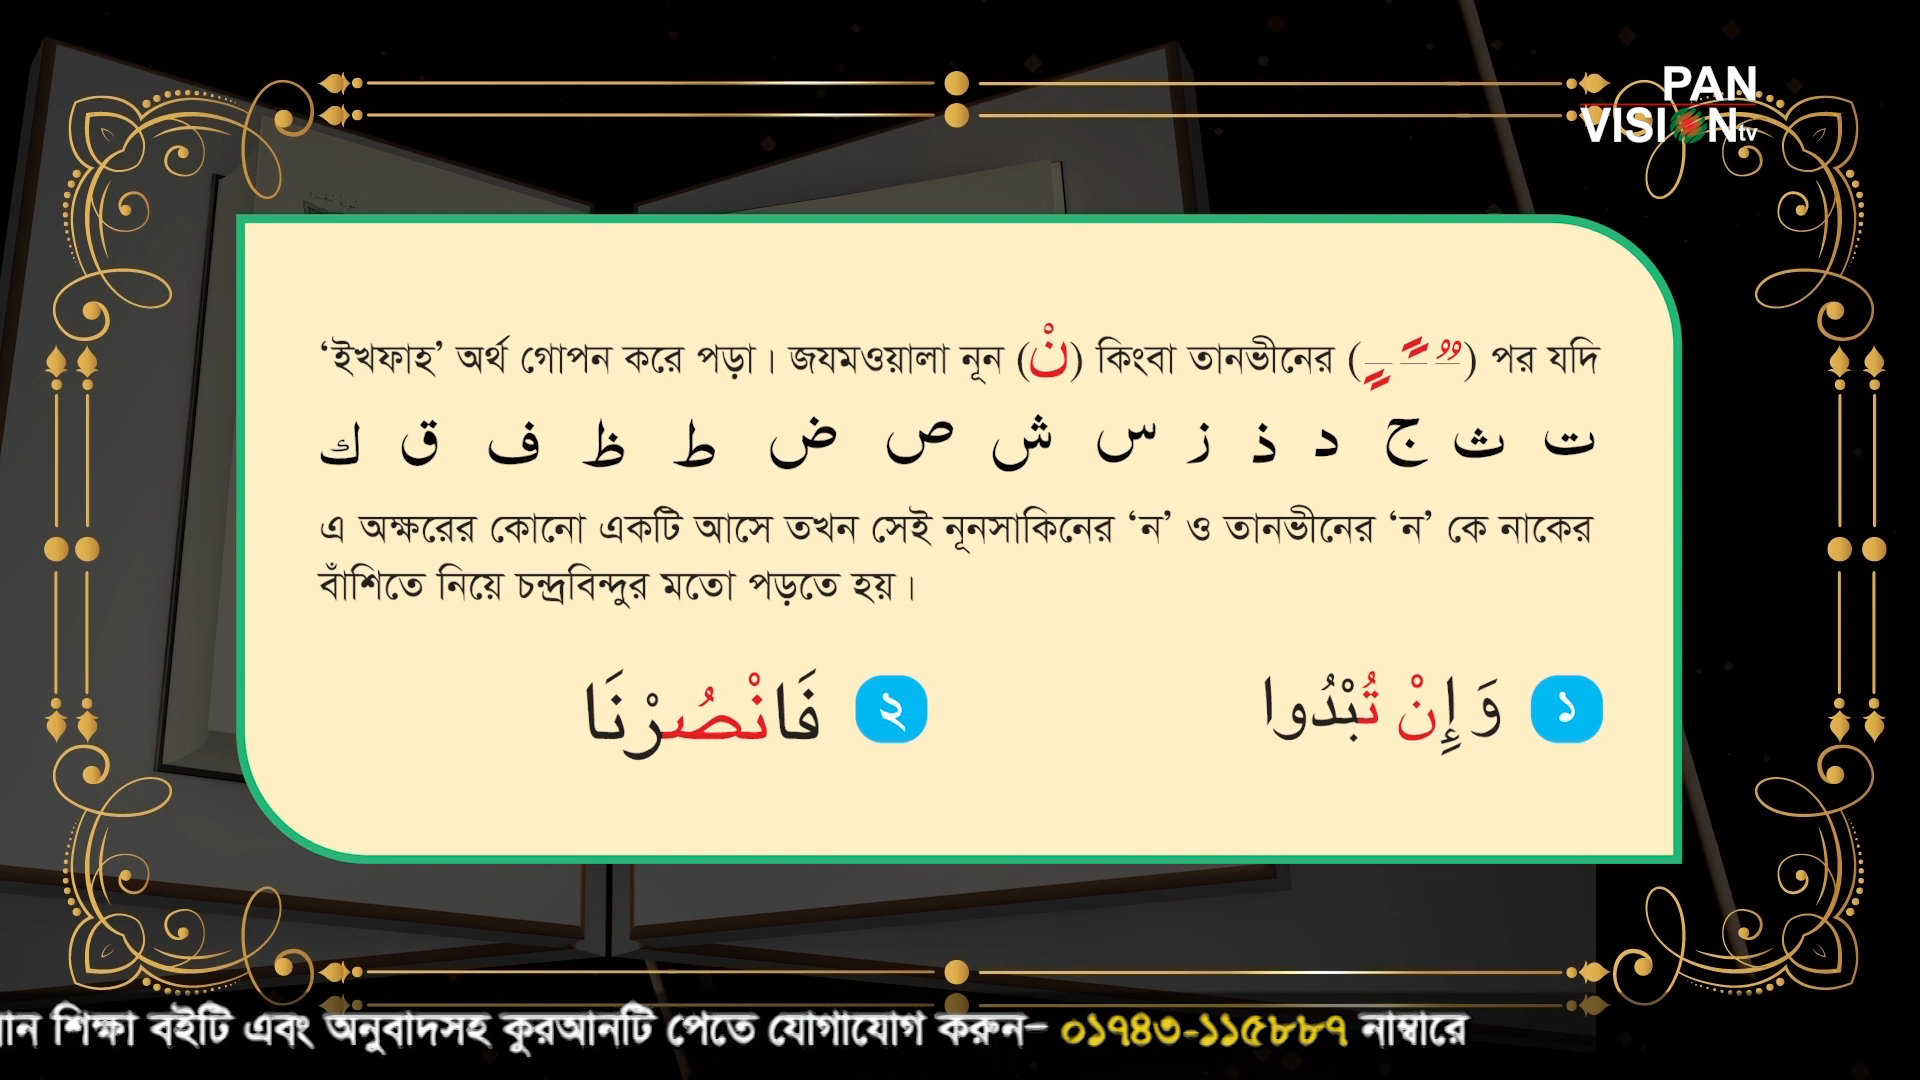 PAN
VISION tv
‘ইখফাহ’ অর্থ গোপন করে পড়া। জযমওয়ালা নূন (نْ) কিংবা তানভীনের (ـٍـ ـً ـٌ) পর যদি
ت ث ج د ذ ز س ش ص ض ط ظ ف ق ك
এ অক্ষরের কোনো একটি আসে তখন সেই নূনসাকিনের ‘ন’ ও তানভীনের ‘ন’ কে নাকের
বাঁশিতে নিয়ে চন্দ্রবিন্দুর মতো পড়তে হয়।
১ وَإِنْ تُبْدُوا
২ فَانْصُرْنَا
শিক্ষা বইটি এবং অনুবাদসহ কুরআনটি পেতে যোগাযোগ করুন– ০১৭৪৩-১১৫৮৮৭ নাম্বারে